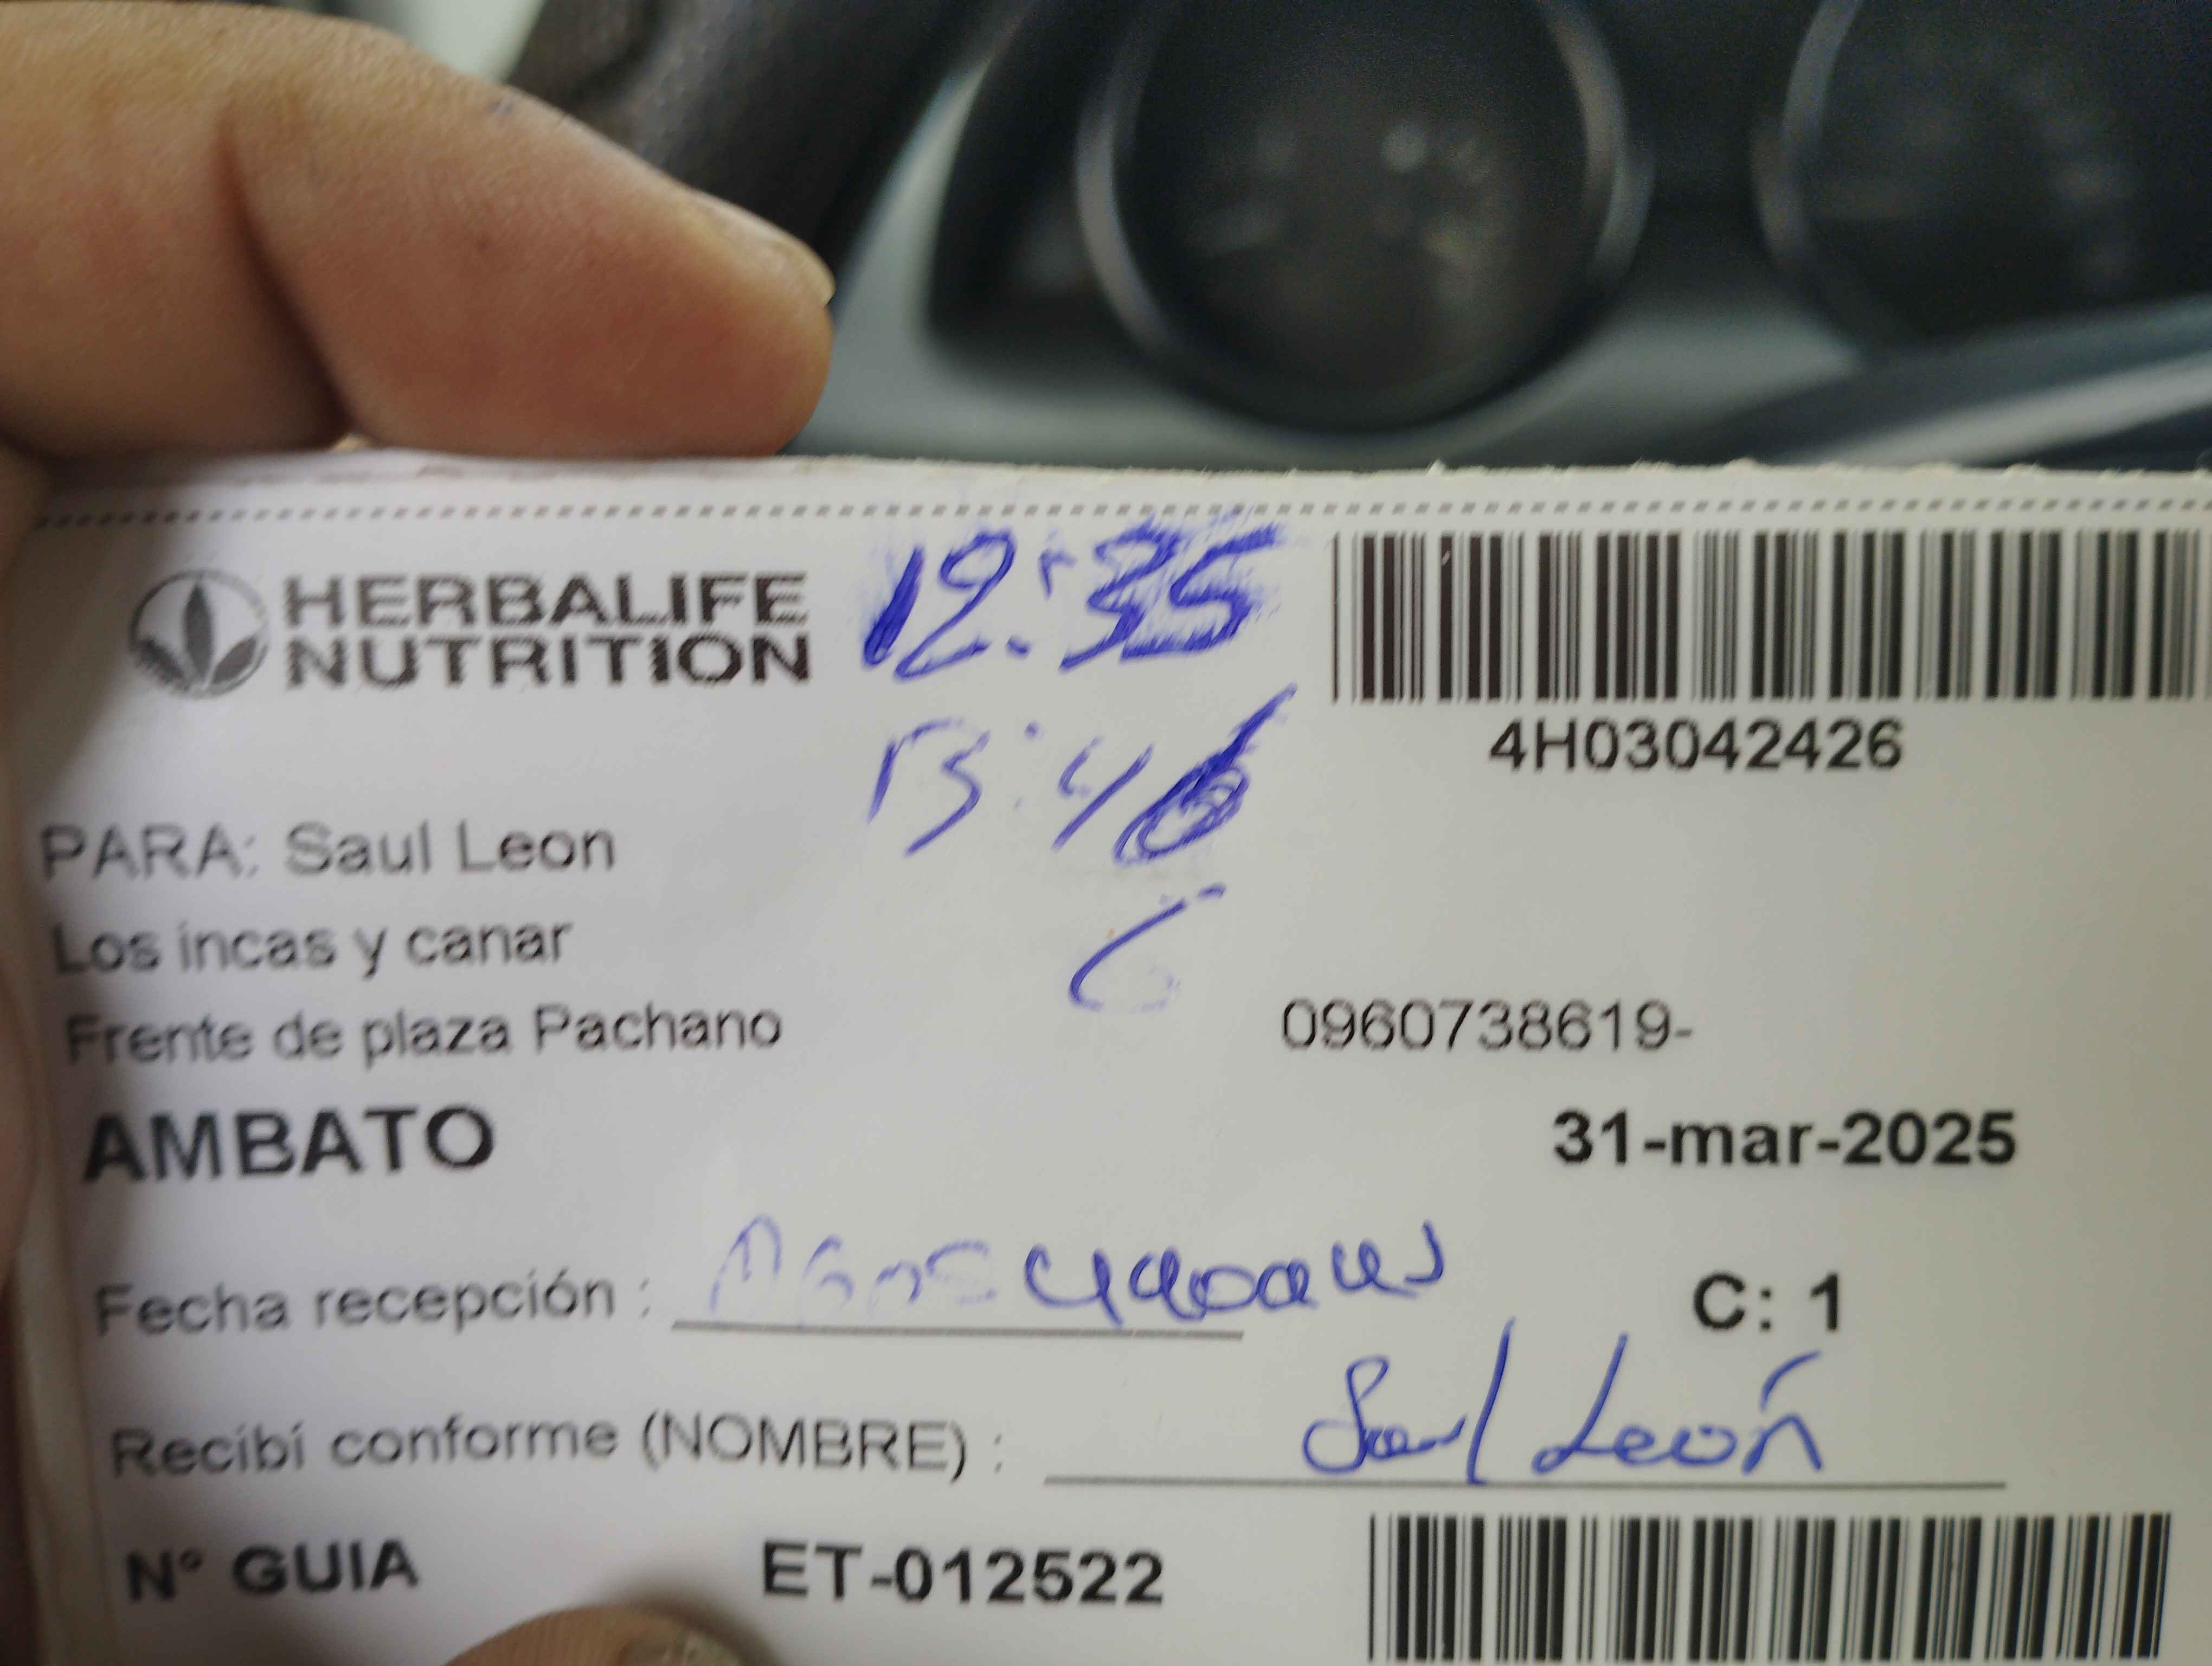 HERBALIFE
NUTRITION
12:35
4H03042426
PARA: Saul Leon
Los incas y canar
Frente de plaza Pachano
0960738619-
AMBATO
31-mar-2025
Fecha recepción :
C: 1
Recibí conforme (NOMBRE) : Saul León
N° GUIA ET-012522